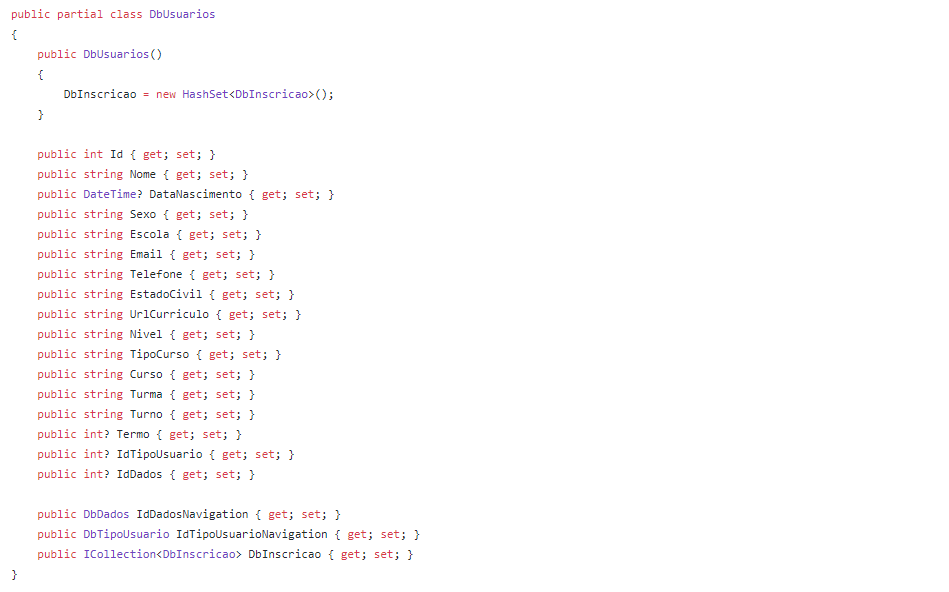 public partial class DbUsuarios
{
    public DbUsuarios()
    {
        DbInscricao = new HashSet<DbInscricao>();
    }

    public int Id { get; set; }
    public string Nome { get; set; }
    public DateTime? DataNascimento { get; set; }
    public string Sexo { get; set; }
    public string Escola { get; set; }
    public string Email { get; set; }
    public string Telefone { get; set; }
    public string EstadoCivil { get; set; }
    public string UrlCurriculo { get; set; }
    public string Nivel { get; set; }
    public string TipoCurso { get; set; }
    public string Curso { get; set; }
    public string Turma { get; set; }
    public string Turno { get; set; }
    public int? Termo { get; set; }
    public int? IdTipoUsuario { get; set; }
    public int? IdDados { get; set; }

    public DbDados IdDadosNavigation { get; set; }
    public DbTipoUsuario IdTipoUsuarioNavigation { get; set; }
    public ICollection<DbInscricao> DbInscricao { get; set; }
}